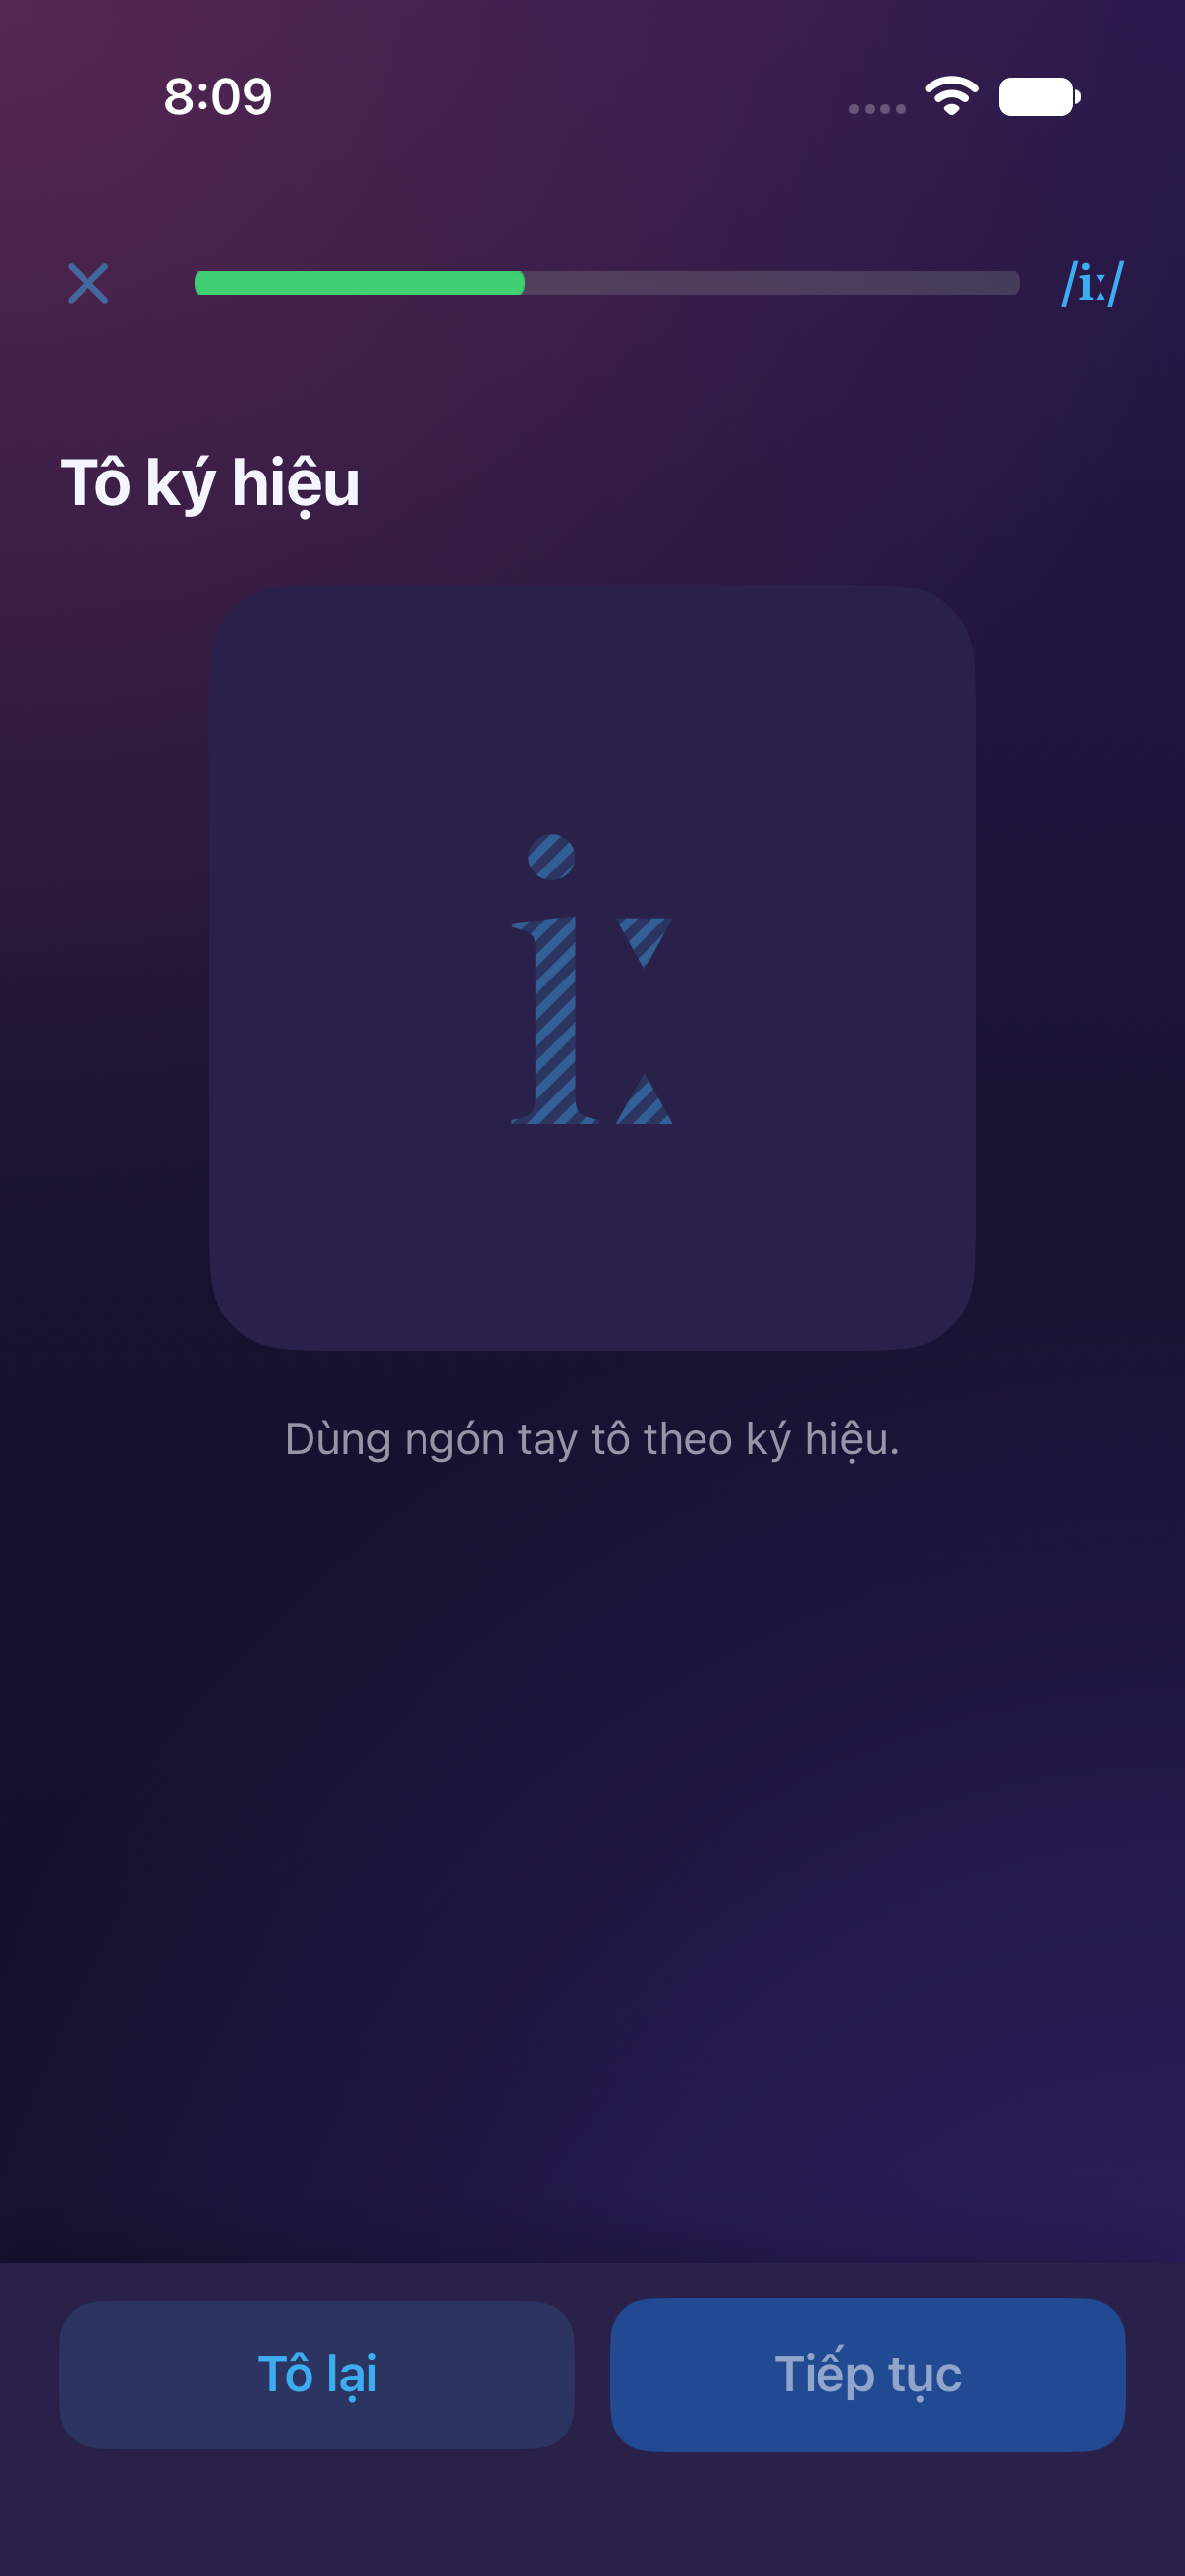 8:09
/iː/
Tô ký hiệu
iː
Dùng ngón tay tô theo ký hiệu.
Tô lại
Tiếp tục